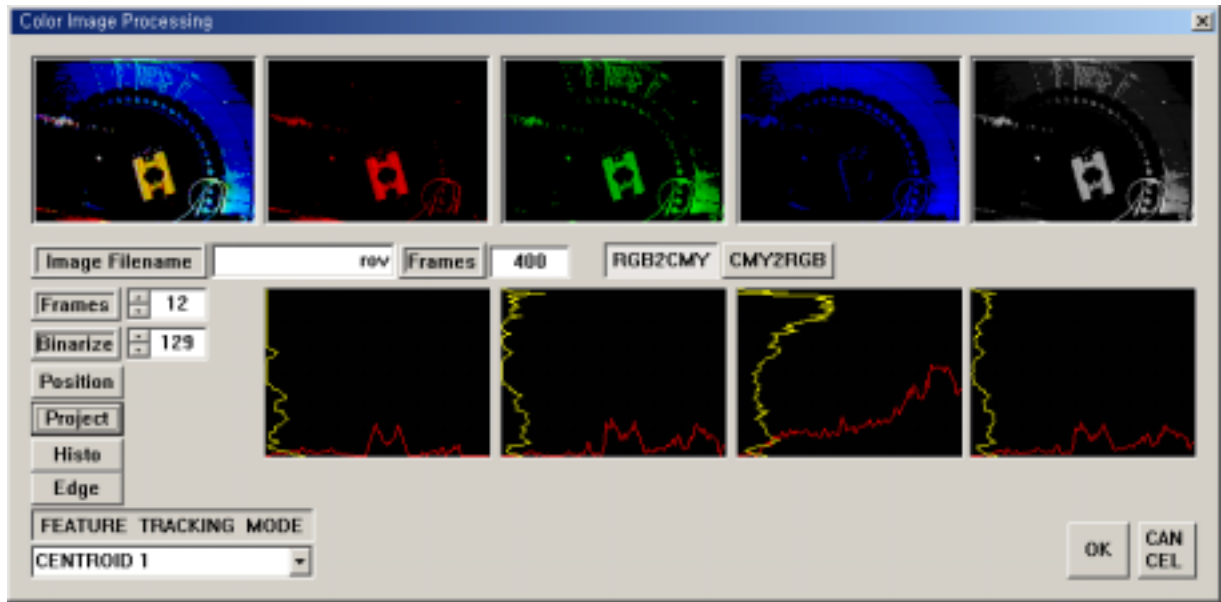 Color Image Processing
Image Filename rov Frames 400 RGB2CMY CMY2RGB
Frames 12
Binarize 129
Position
Project
Histo
Edge
FEATURE TRACKING MODE
CENTROID 1
OK
CAN
CEL